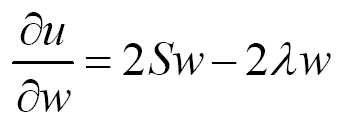 ∂u/∂w = 2Sw − 2λw